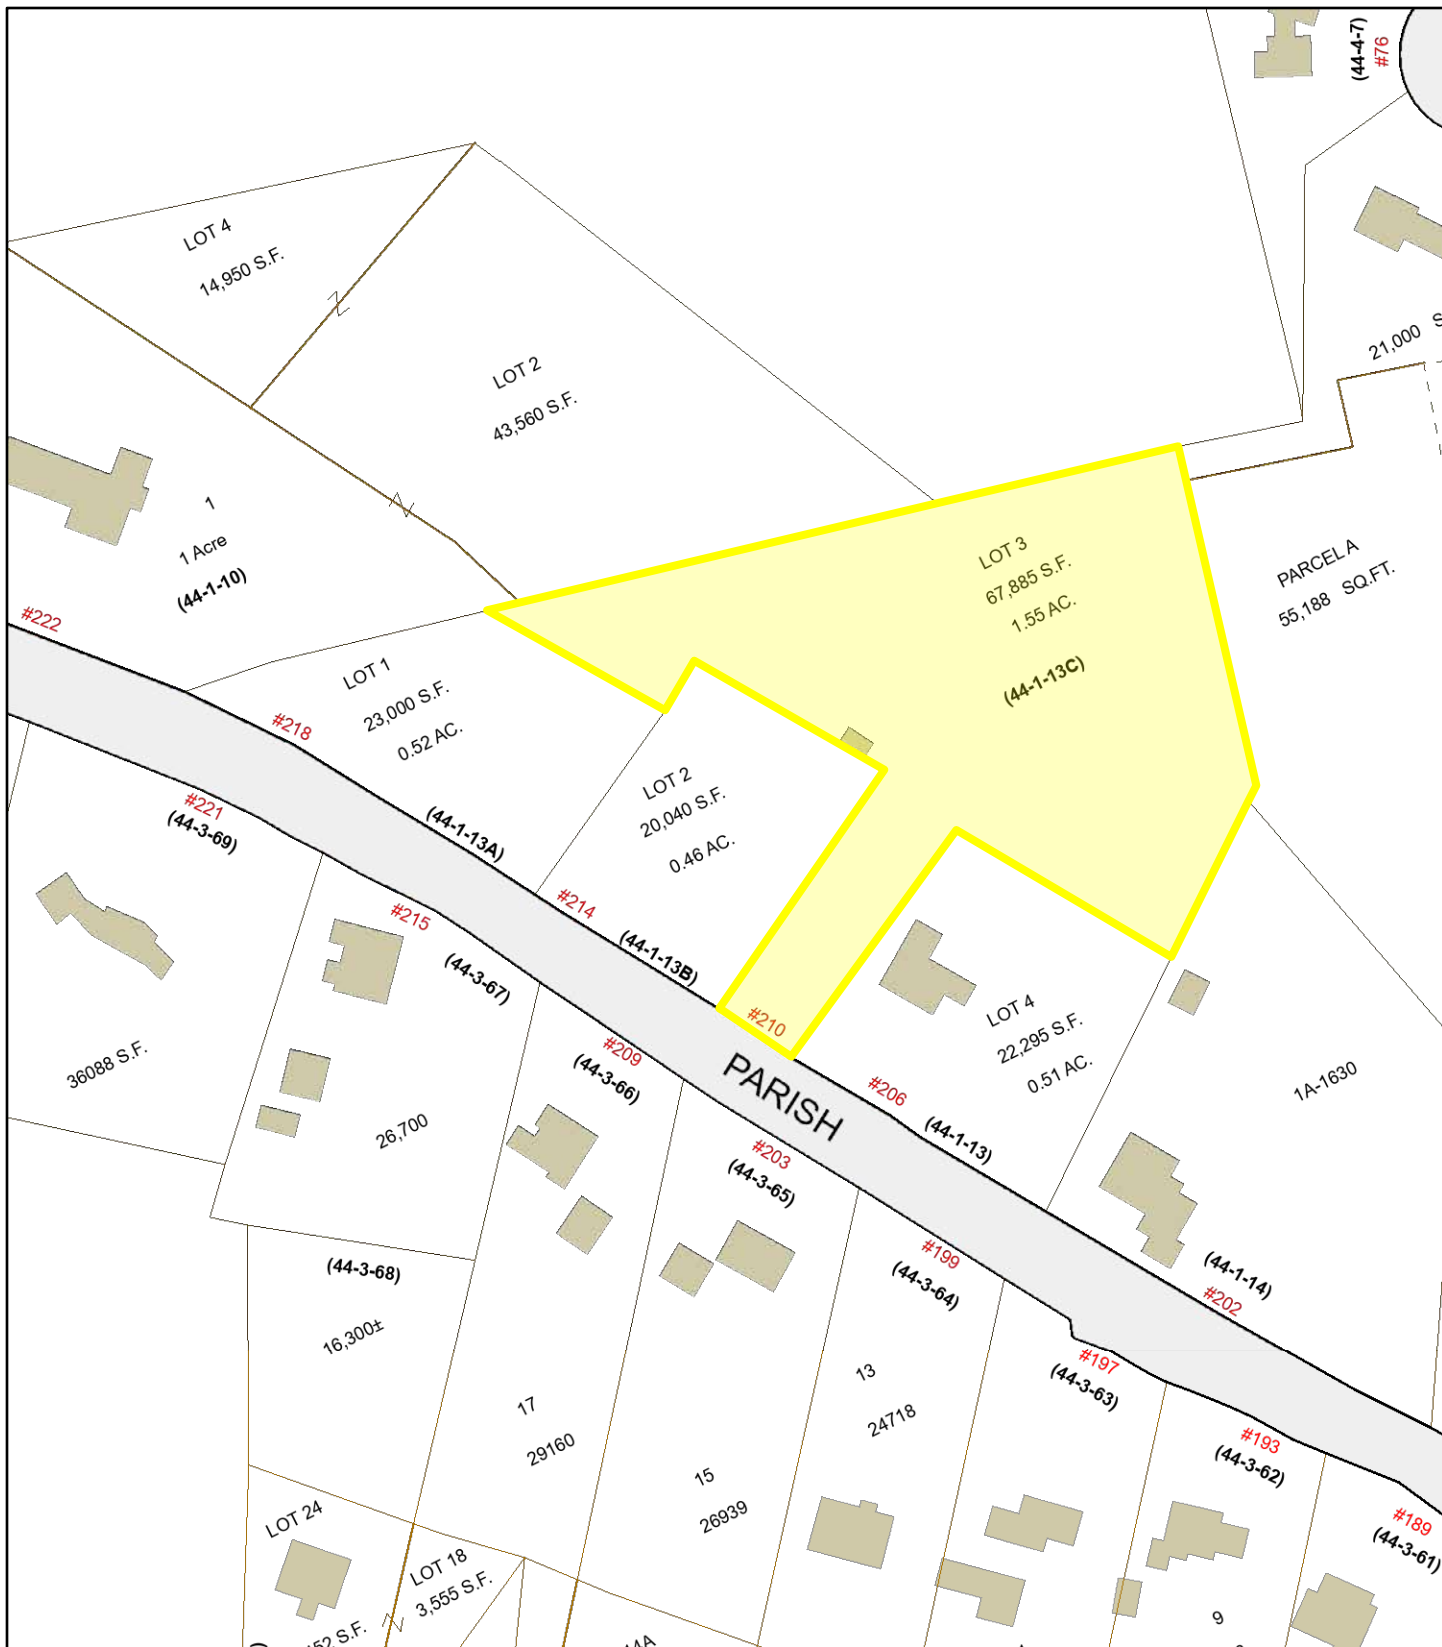 (44-4-7)
#76
LOT 4
14,950 S.F.
21,000
LOT 2
43,560 S.F.
1
1 Acre
(44-1-10)
LOT 3
67,885 S.F.
1.55 AC.
(44-1-13C)
PARCEL A
55,188 SQ.FT.
#222
LOT 1
23,000 S.F.
0.52 AC.
#218
(44-1-13A)
LOT 2
20,040 S.F.
0.46 AC.
#221
(44-3-69)
#214
(44-1-13B)
#215
(44-3-67)
#210
LOT 4
22,295 S.F.
0.51 AC.
36088 S.F.
#209
(44-3-66)
PARISH
#206
(44-1-13)
1A-1630
26,700
#203
(44-3-65)
(44-3-68)
16,300±
#199
(44-3-64)
(44-1-14)
#202
17
29160
13
24718
#197
(44-3-63)
15
26939
#193
(44-3-62)
LOT 24
#189
(44-3-61)
LOT 18
3,555 S.F.
9